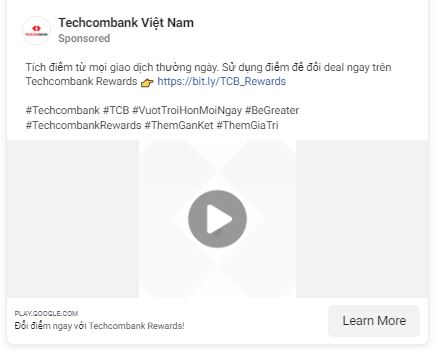 Techcombank Việt Nam
Sponsored
Tích điểm từ mọi giao dịch thường ngày. Sử dụng điểm để đổi deal ngay trên
Techcombank Rewards 👉 https://bit.ly/TCB_Rewards
#Techcombank #TCB #VuotTroiHonMoiNgay #BeGreater
#TechcombankRewards #ThemGanKet #ThemGiaTri
PLAY.GOOGLE.COM
Đổi điểm ngay với Techcombank Rewards!
Learn More